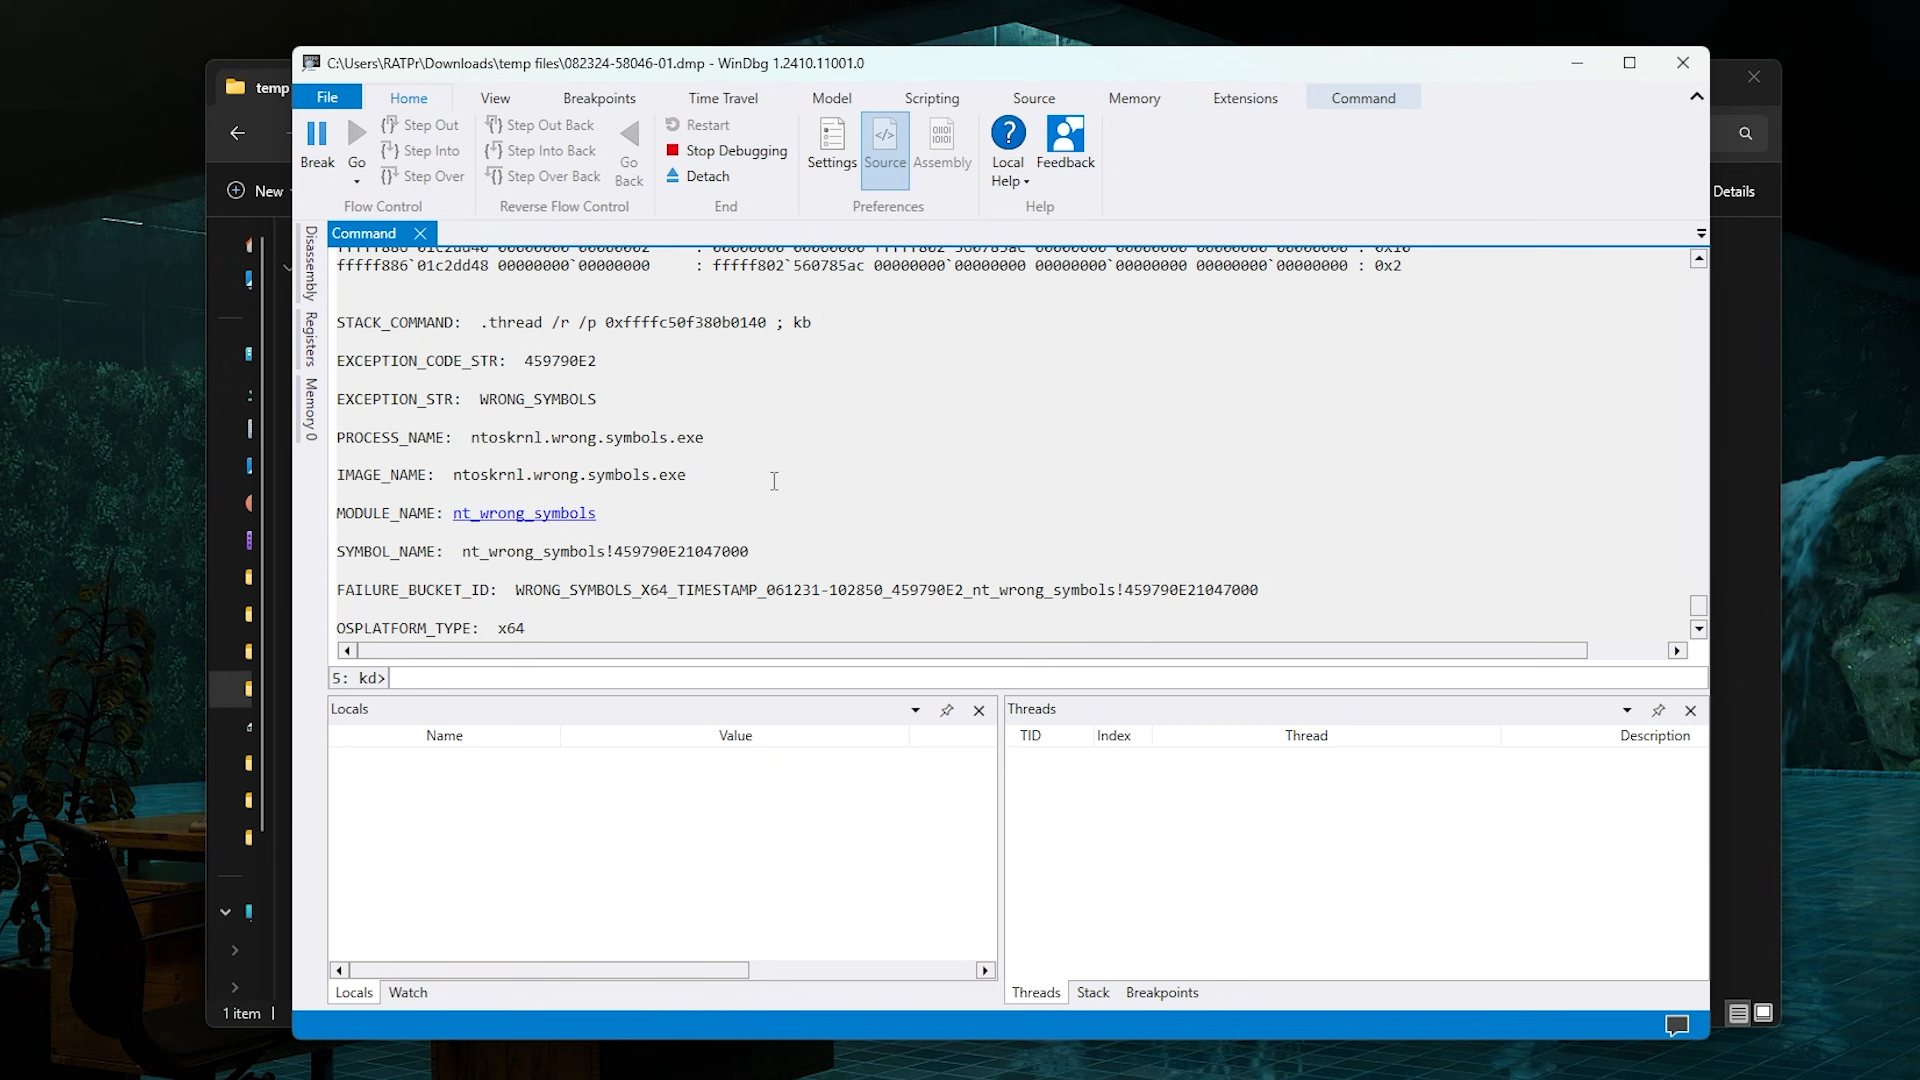 temp
New
1 item
Details
C:\Users\RATPr\Downloads\temp files\082324-58046-01.dmp - WinDbg 1.2410.11001.0
File Home View Breakpoints Time Travel Model Scripting Source Memory Extensions Command
Break
Go
Step Out
Step Into
Step Over
Flow Control
Step Out Back
Step Into Back
Step Over Back
Go Back
Reverse Flow Control
Restart
Stop Debugging
Detach
End
Settings
Source
Assembly
Preferences
Local Help
Feedback
Help
Disassembly
Registers
Memory 0
Command
fffff886`01c2dd48 00000000`00000000 : fffff802`560785ac 00000000`00000000 00000000`00000000 00000000`00000000 : 0x2
STACK_COMMAND: .thread /r /p 0xffffc50f380b0140 ; kb
EXCEPTION_CODE_STR: 459790E2
EXCEPTION_STR: WRONG_SYMBOLS
PROCESS_NAME: ntoskrnl.wrong.symbols.exe
IMAGE_NAME: ntoskrnl.wrong.symbols.exe
MODULE_NAME: nt_wrong_symbols
SYMBOL_NAME: nt_wrong_symbols!459790E21047000
FAILURE_BUCKET_ID: WRONG_SYMBOLS_X64_TIMESTAMP_061231-102850_459790E2_nt_wrong_symbols!459790E21047000
OSPLATFORM_TYPE: x64
5: kd>
Locals
Name Value
Locals Watch
Threads
TID Index Thread Description
Threads Stack Breakpoints